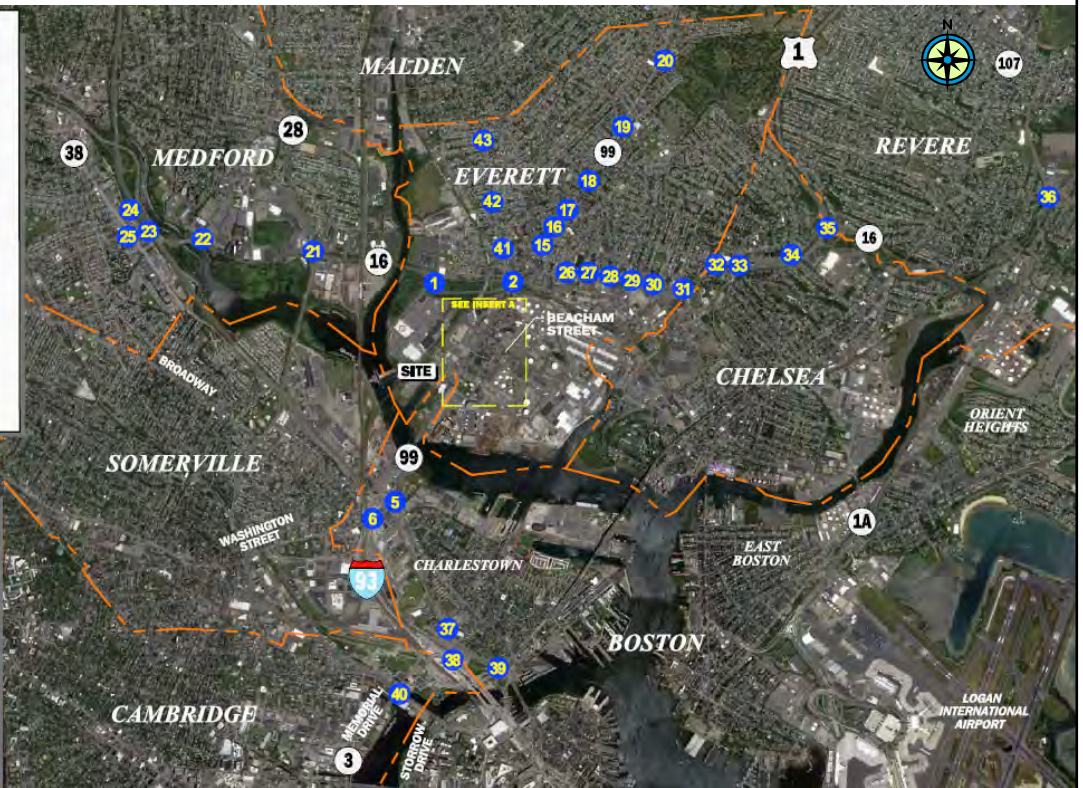 N
1
20
107
MALDEN
28
19
38
43
99
REVERE
MEDFORD
EVERETT
18
36
42
17
24
16
35
25
23
22
15
16
41
21
34
16
32
33
1
2
26
27
28
29
30
31
SEE INSERT A
BEACHAM
STREET
SITE
BROADWAY
CHELSEA
ORIENT
HEIGHTS
SOMERVILLE
99
5
6
1A
WASHINGTON
STREET
EAST
BOSTON
CHARLESTOWN
93
37
BOSTON
38
39
40
MEMORIAL
DRIVE
CAMBRIDGE
STORROW
DRIVE
LOGAN
INTERNATIONAL
AIRPORT
3